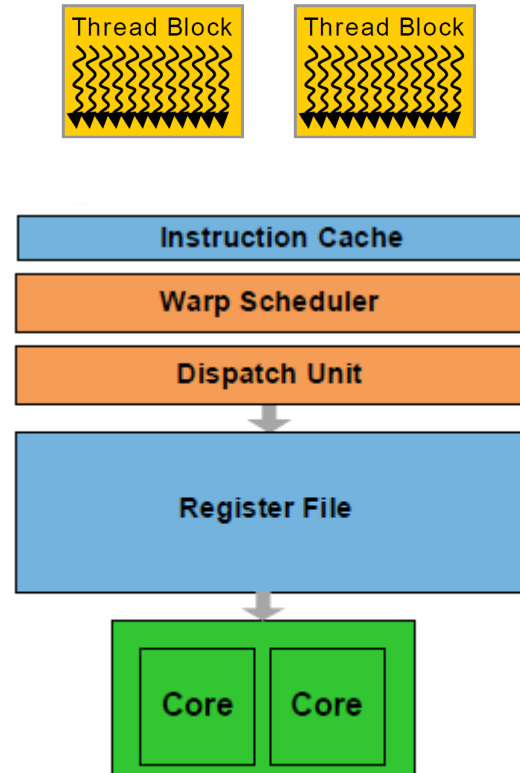 Thread Block Thread Block
Instruction Cache
Warp Scheduler
Dispatch Unit
Register File
Core Core